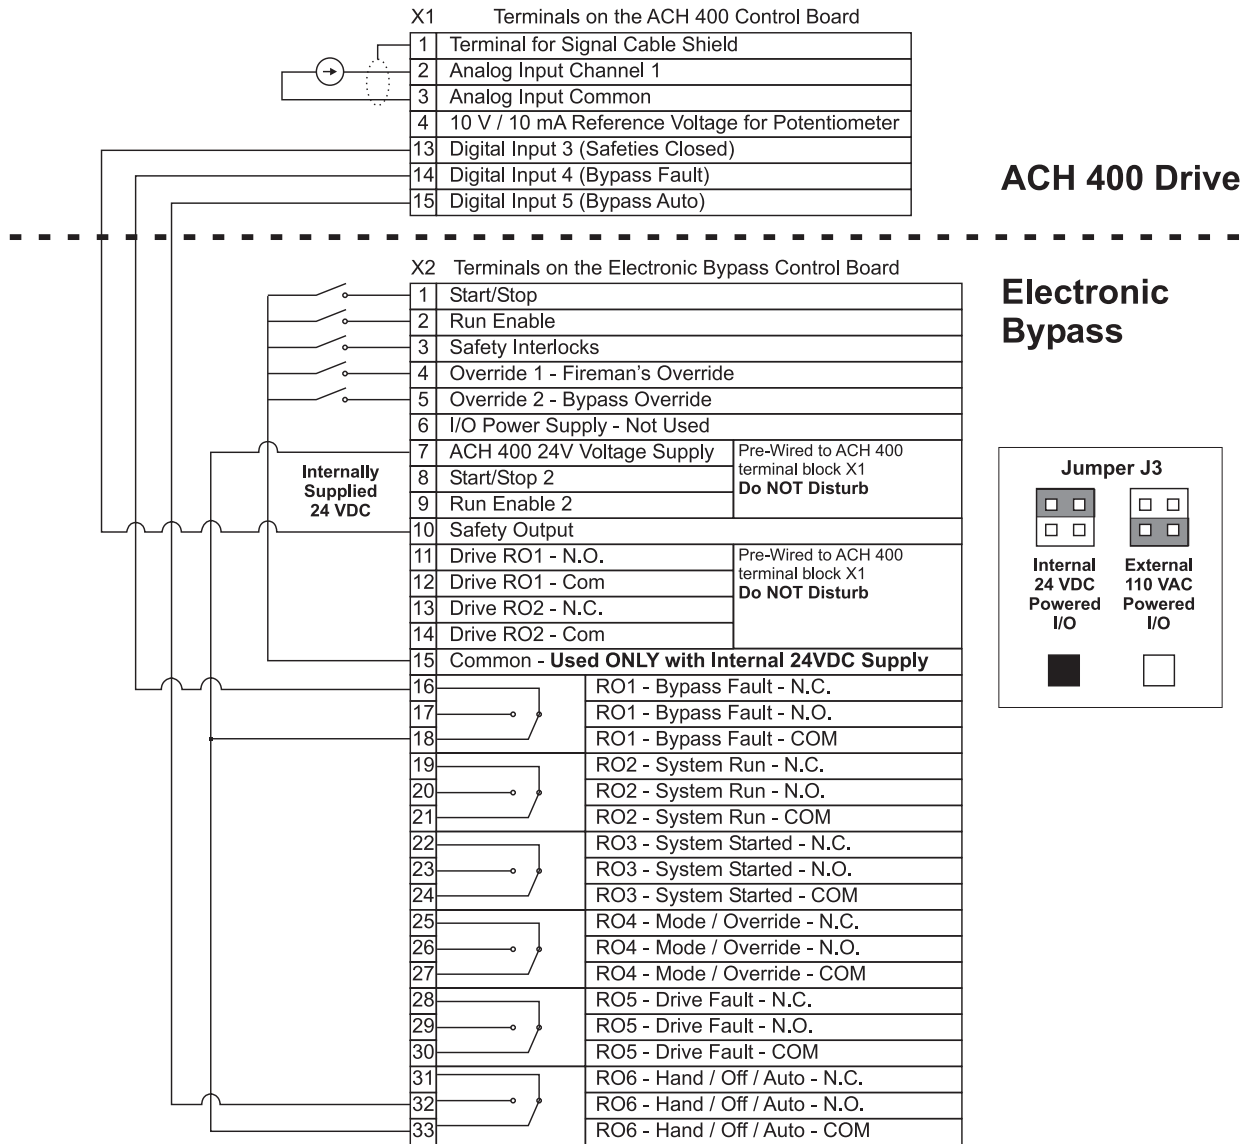 X1 Terminals on the ACH 400 Control Board
1 Terminal for Signal Cable Shield
2 Analog Input Channel 1
3 Analog Input Common
4 10 V / 10 mA Reference Voltage for Potentiometer
13 Digital Input 3 (Safeties Closed)
14 Digital Input 4 (Bypass Fault)
15 Digital Input 5 (Bypass Auto)
ACH 400 Drive
X2 Terminals on the Electronic Bypass Control Board
1 Start/Stop
2 Run Enable
3 Safety Interlocks
4 Override 1 - Fireman's Override
5 Override 2 - Bypass Override
6 I/O Power Supply - Not Used
7 ACH 400 24V Voltage Supply
8 Start/Stop 2
9 Run Enable 2
Pre-Wired to ACH 400
terminal block X1
Do NOT Disturb
10 Safety Output
11 Drive RO1 - N.O.
12 Drive RO1 - Com
13 Drive RO2 - N.C.
14 Drive RO2 - Com
Pre-Wired to ACH 400
terminal block X1
Do NOT Disturb
15 Common - Used ONLY with Internal 24VDC Supply
16 RO1 - Bypass Fault - N.C.
17 RO1 - Bypass Fault - N.O.
18 RO1 - Bypass Fault - COM
19 RO2 - System Run - N.C.
20 RO2 - System Run - N.O.
21 RO2 - System Run - COM
22 RO3 - System Started - N.C.
23 RO3 - System Started - N.O.
24 RO3 - System Started - COM
25 RO4 - Mode / Override - N.C.
26 RO4 - Mode / Override - N.O.
27 RO4 - Mode / Override - COM
28 RO5 - Drive Fault - N.C.
29 RO5 - Drive Fault - N.O.
30 RO5 - Drive Fault - COM
31 RO6 - Hand / Off / Auto - N.C.
32 RO6 - Hand / Off / Auto - N.O.
33 RO6 - Hand / Off / Auto - COM
Internally
Supplied
24 VDC
Electronic
Bypass
Jumper J3
Internal
24 VDC
Powered
I/O
External
110 VAC
Powered
I/O